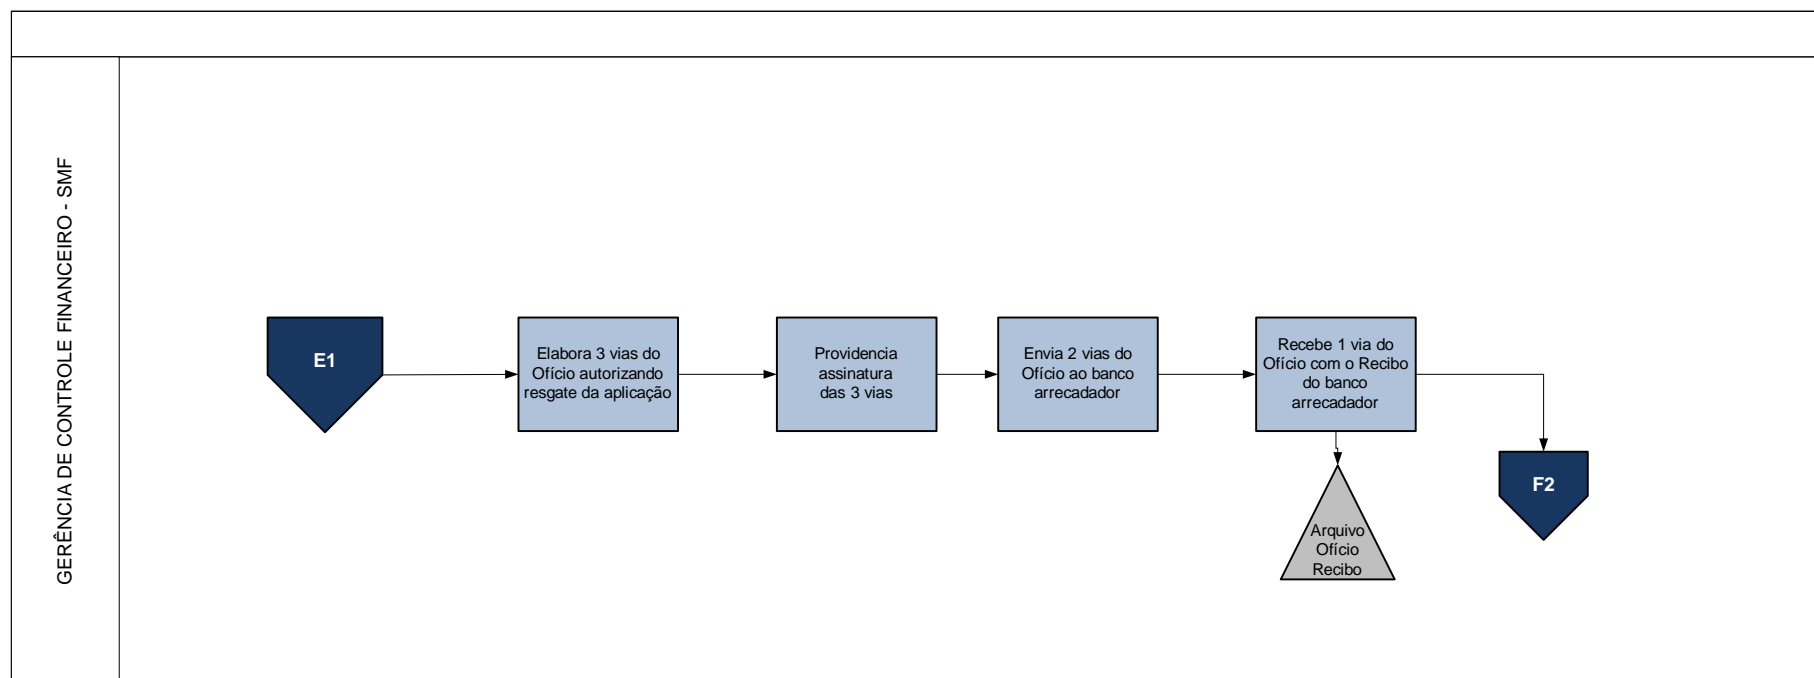 GERÊNCIA DE CONTROLE FINANCEIRO - SMF
E1
Elabora 3 vias do
Ofício autorizando
resgate da aplicação
Providencia
assinatura
das 3 vias
Envia 2 vias do
Ofício ao banco
arrecadador
Recebe 1 via do
Ofício com o Recibo
do banco
arrecadador
Arquivo
Ofício
Recibo
F2